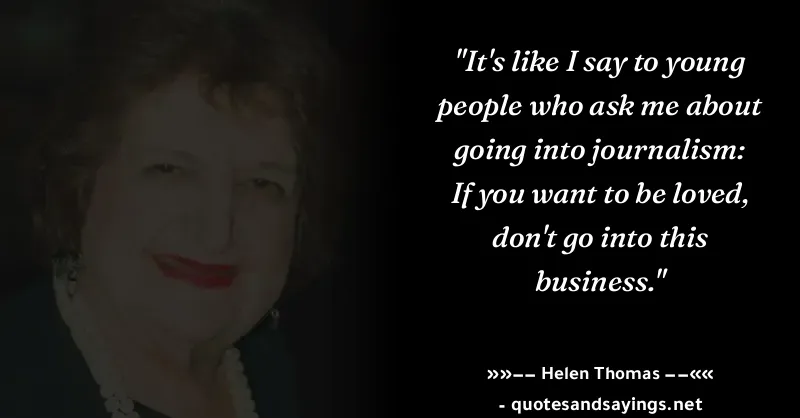 "It's like I say to young
people who ask me about
going into journalism:
If you want to be loved,
don't go into this
business."
»»–– Helen Thomas ––««
- quotesandsayings.net